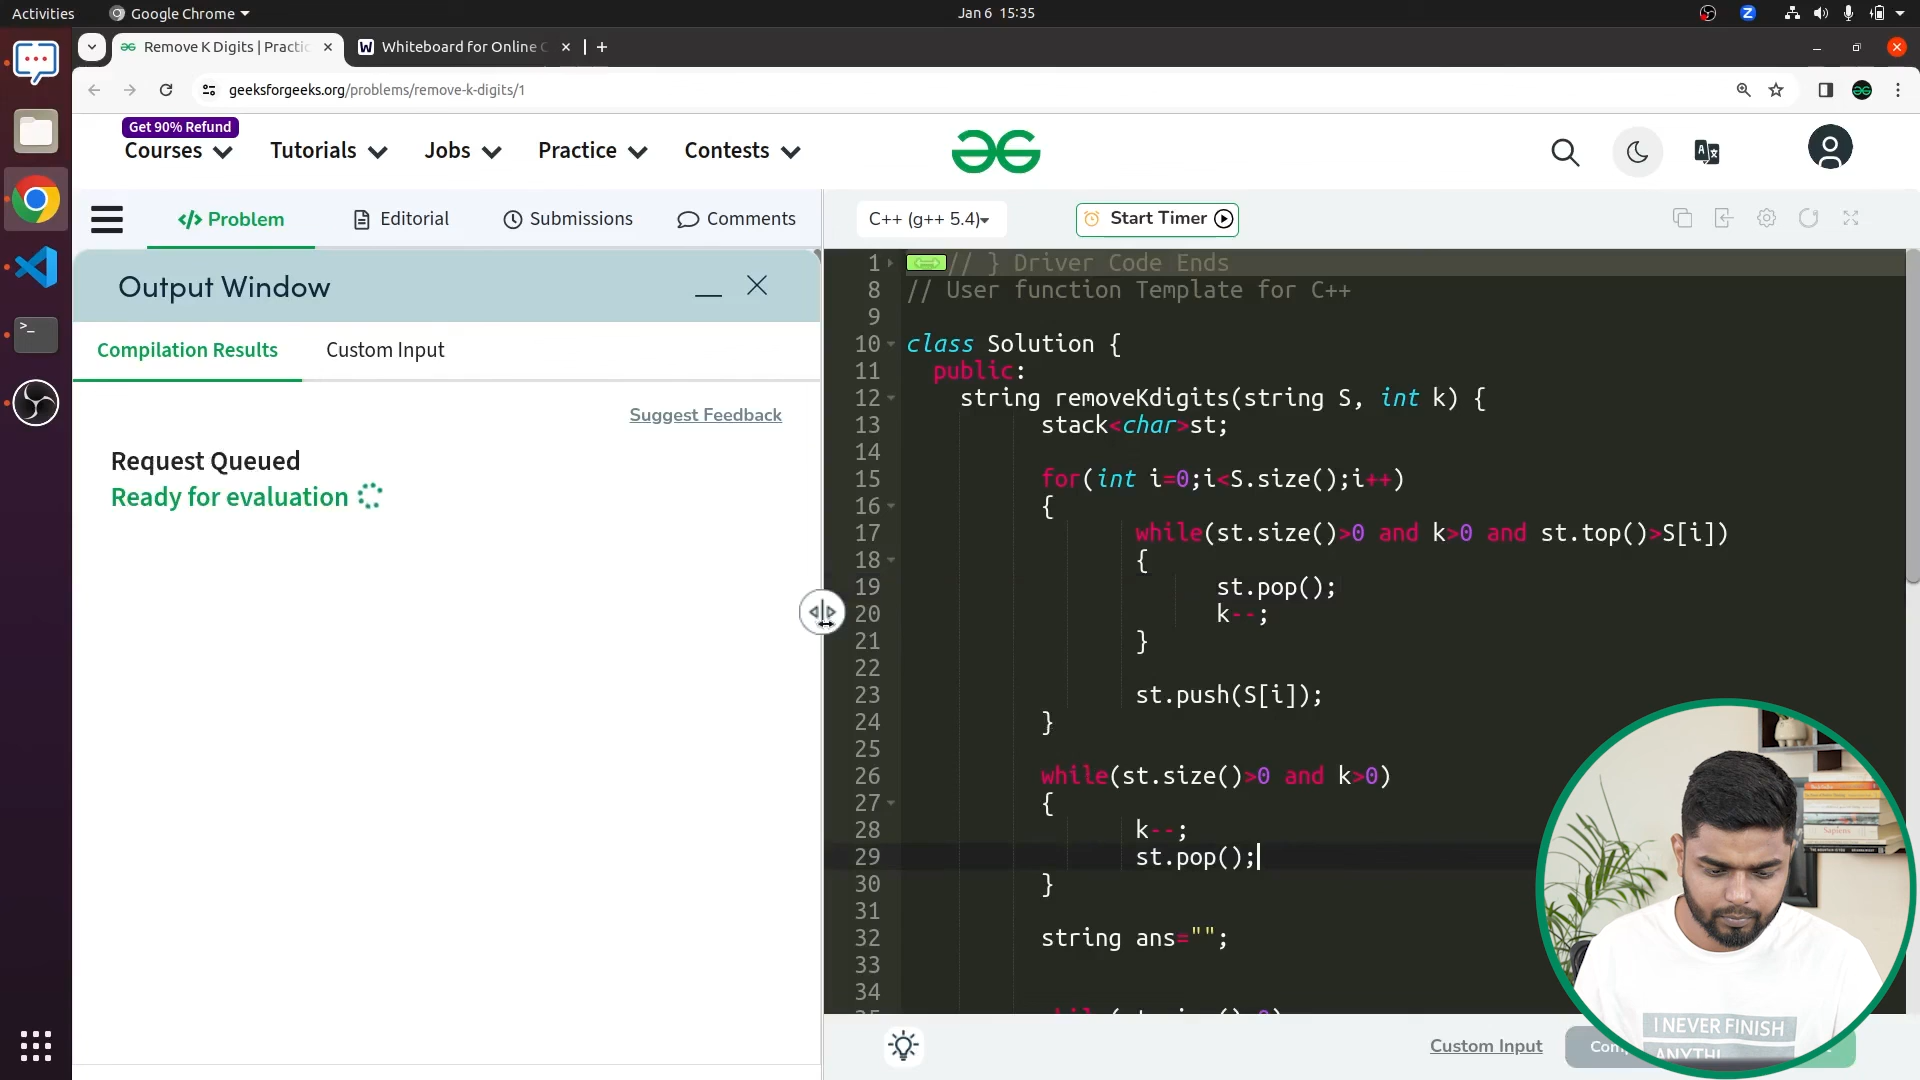 Activities
Google Chrome
Jan 6 15:35
Z
Remove K Digits | Practic
W Whiteboard for Online C
geeksforgeeks.org/problems/remove-k-digits/1
Get 90% Refund
Courses
Tutorials
Jobs
Practice
Contests
Problem
Editorial
Submissions
Comments
C++ (g++ 5.4)
Start Timer
Output Window
Compilation Results
Custom Input
Suggest Feedback
Request Queued
Ready for evaluation
1 // } Driver Code Ends
8 // User function Template for C++
9
10 class Solution {
11 public:
12 string removeKdigits(string S, int k) {
13 stack<char>st;
14
15 for(int i=0;i<S.size();i++)
16 {
17 while(st.size()>0 and k>0 and st.top()>S[i])
18 {
19 st.pop();
20 k--;
21 }
22
23 st.push(S[i]);
24 }
25
26 while(st.size()>0 and k>0)
27 {
28 k--;
29 st.pop();
30 }
31
32 string ans="";
33
34
Custom Input
Com
I NEVER FINISH
ANYTHI
Sapiens